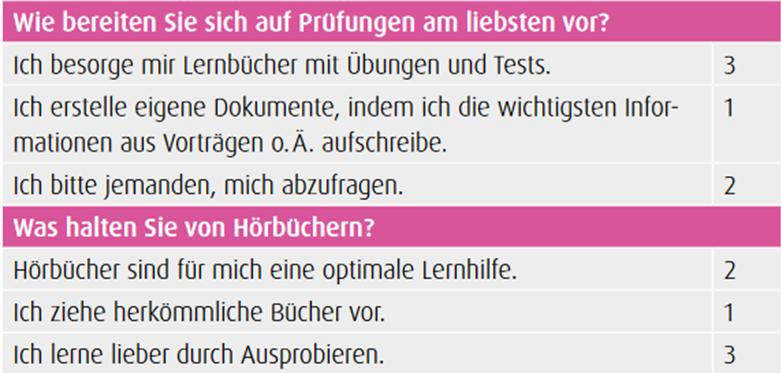 Wie bereiten Sie sich auf Prüfungen am liebsten vor?
Ich besorge mir Lernbücher mit Übungen und Tests. 3
Ich erstelle eigene Dokumente, indem ich die wichtigsten Infor- 1
mationen aus Vorträgen o. Ä. aufschreibe.
Ich bitte jemanden, mich abzufragen. 2
Was halten Sie von Hörbüchern?
Hörbücher sind für mich eine optimale Lernhilfe. 2
Ich ziehe herkömmliche Bücher vor. 1
Ich lerne lieber durch Ausprobieren. 3